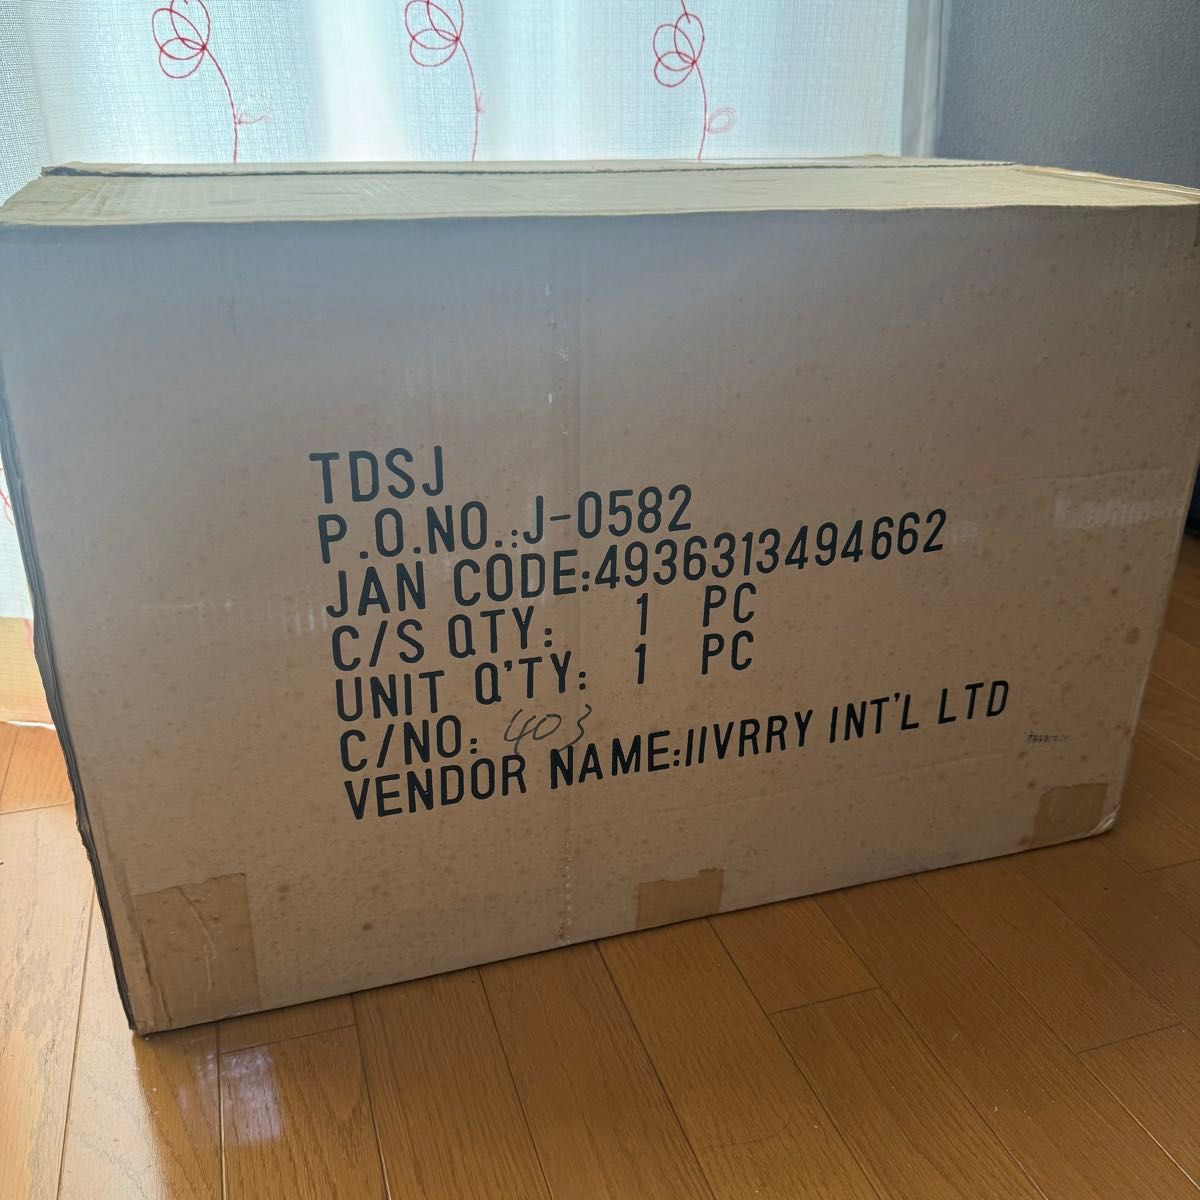 TDSJ
P.O.NO.:J-0582
JAN CODE:4936313494662
C/S QTY: 1 PC
UNIT Q'TY: 1 PC
C/NO: 403
VENDOR NAME:IIVRRY INT'L LTD